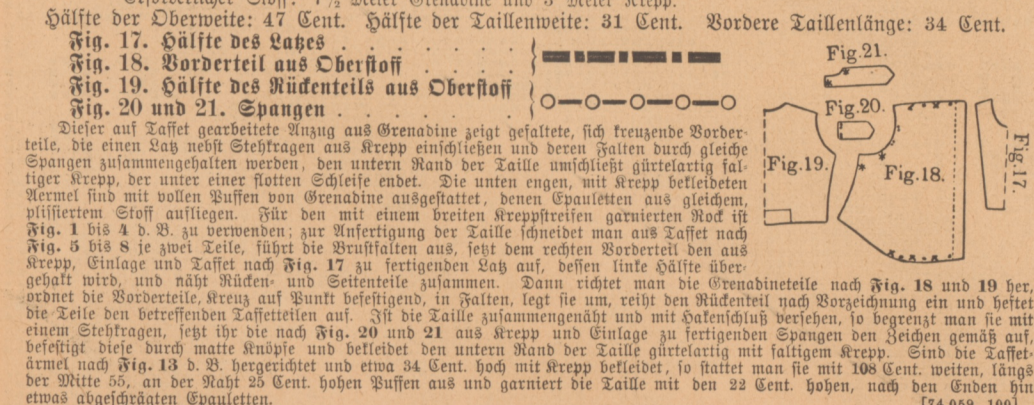 Erforderlicher Stoff: 7½ Meter Grenadine und 3 Meter Krepp.
Hälfte der Oberweite: 47 Cent. Hälfte der Taillenweite: 31 Cent. Vordere Taillenlänge: 34 Cent.
Fig. 17. Hälfte des Latzes . . . . . .
Fig. 18. Vorderteil aus Oberstoff . . . .
Fig. 19. Hälfte des Rückenteils aus Oberstoff
Fig. 20 und 21. Spangen . . . . . .
Fig.21.
Fig.20.
Fig.19.
Fig.18.
Fig.17.
Dieser auf Taffet gearbeitete Anzug aus Grenadine zeigt gefaltete, sich kreuzende Vorder-
teile, die einen Latz nebst Stehkragen aus Krepp einschließen und deren Falten durch gleiche
Spangen zusammengehalten werden, den untern Rand der Taille umschließt gürtelartig fal-
tiger Krepp, der unter einer flotten Schleife endet. Die unten engen, mit Krepp bekleideten
Aermel sind mit vollen Puffen von Grenadine ausgestattet, denen Epauletten aus gleichem,
plissiertem Stoff aufliegen. Für den mit einem breiten Kreppstreifen garnierten Rock ist
Fig. 1 bis 4 d. B. zu verwenden; zur Anfertigung der Taille schneidet man aus Taffet nach
Fig. 5 bis 8 je zwei Teile, führt die Brustfalten aus, setzt dem rechten Vorderteil den aus
Krepp, Einlage und Taffet nach Fig. 17 zu fertigenden Latz auf, dessen linke Hälfte über-
gehakt wird, und näht Rücken- und Seitenteile zusammen. Dann richtet man die Grenadineteile nach Fig. 18 und 19 her,
ordnet die Vorderteile, Kreuz auf Punkt befestigend, in Falten, legt sie um, reiht den Rückenteil nach Vorzeichnung ein und heftet
die Teile den betreffenden Taffetteilen auf. Ist die Taille zusammengenäht und mit Hakenschluß versehen, so begrenzt man sie mit
einem Stehkragen, setzt ihr die nach Fig. 20 und 21 aus Krepp und Einlage zu fertigenden Spangen den Zeichen gemäß auf,
befestigt diese durch matte Knöpfe und bekleidet den untern Rand der Taille gürtelartig mit faltigem Krepp. Sind die Taffet-
ärmel nach Fig. 13 d. B. hergerichtet und etwa 34 Cent. hoch mit Krepp bekleidet, so stattet man sie mit 108 Cent. weiten, längs
der Mitte 55, an der Naht 25 Cent. hohen Puffen aus und garniert die Taille mit den 22 Cent. hohen, nach den Enden hin
etwas abgeschrägten Epauletten.
[74,059. 100]